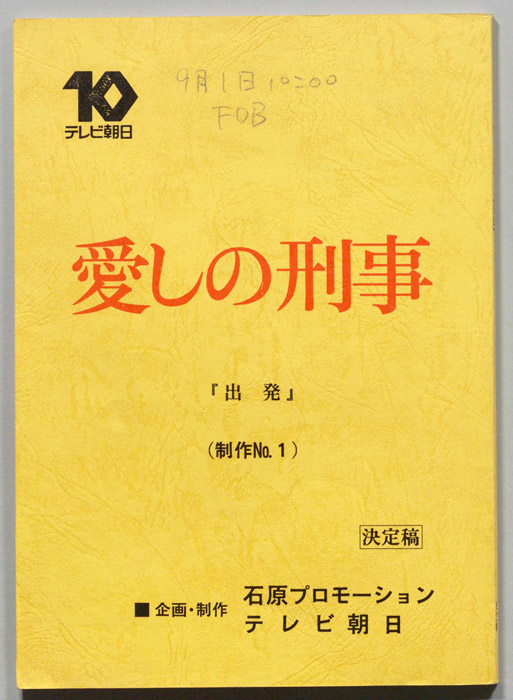 10
テレビ朝日
9月1日 10:00
FOB
愛しの刑事
『出 発』
(制作No.1)
決定稿
■ 企画・制作 石原プロモーション
テレビ朝日